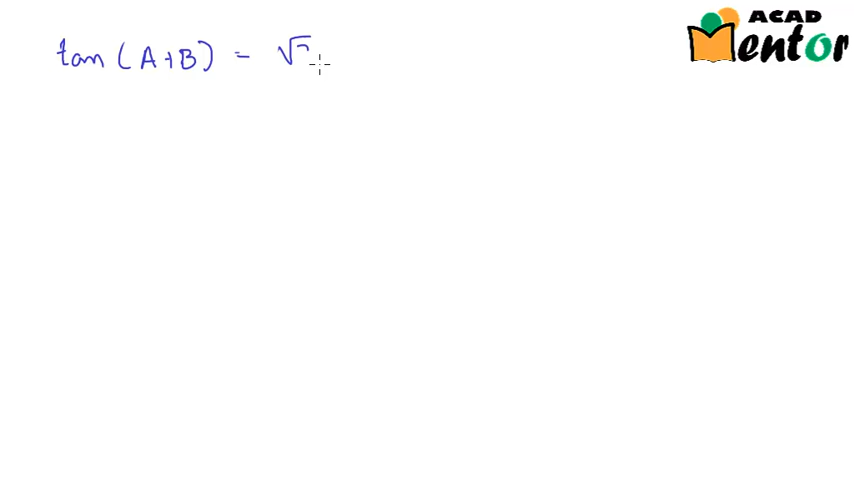 tan (A+B) = √
ACAD
Mentor